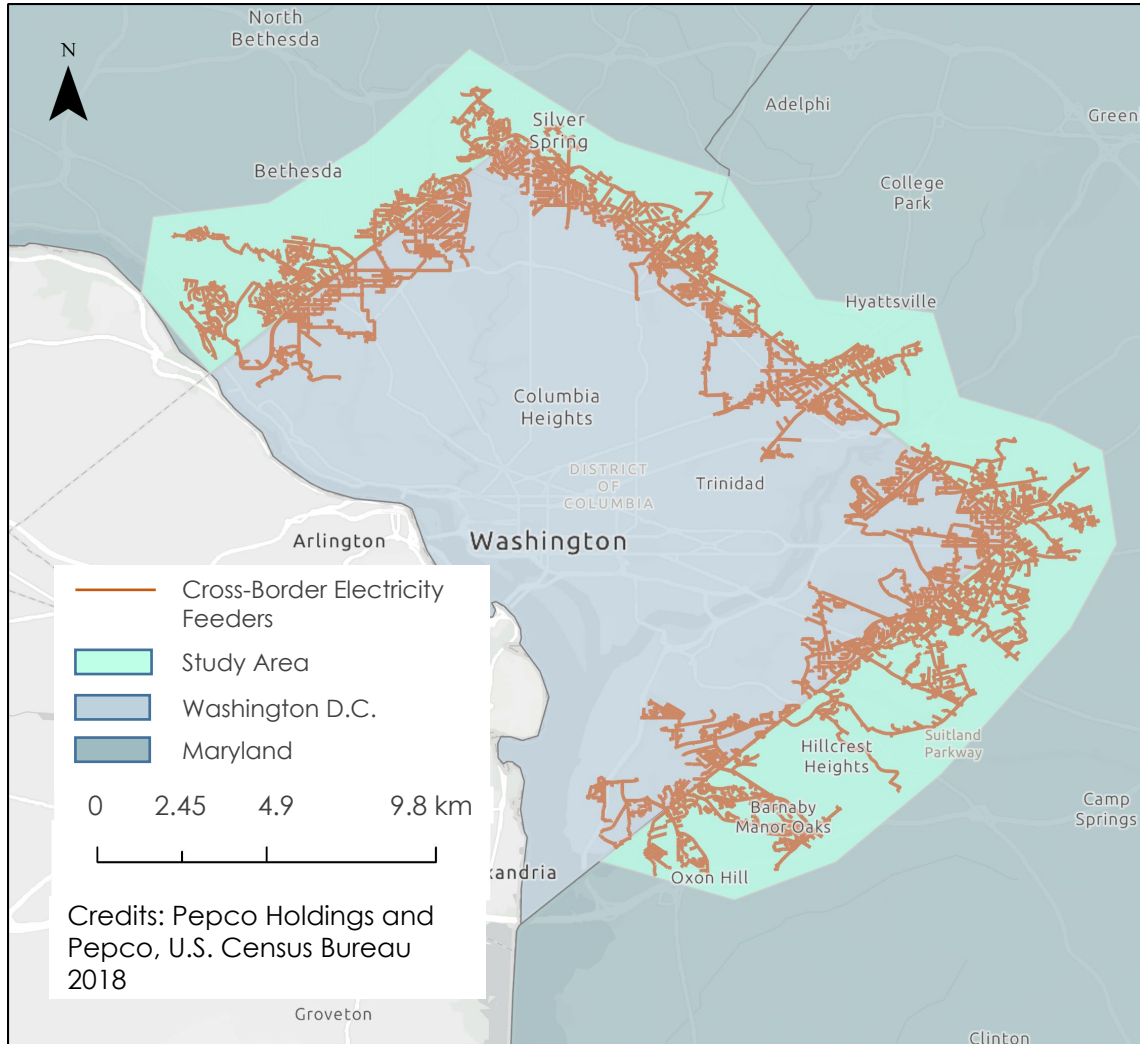 North
Bethesda
N
Adelphi
Silver
Spring
Green
Bethesda
College
Park
Hyattsville
Columbia
Heights
DISTRICT
OF
COLUMBIA
Trinidad
Arlington
Washington
Cross-Border Electricity
Feeders
Study Area
Washington D.C.
Maryland
0 2.45 4.9 9.8 km
Suitland
Parkway
Hillcrest
Heights
Camp
Springs
Barnaby
Manor Oaks
xandria
Oxon Hill
Credits: Pepco Holdings and
Pepco, U.S. Census Bureau
2018
Groveton
Clinton